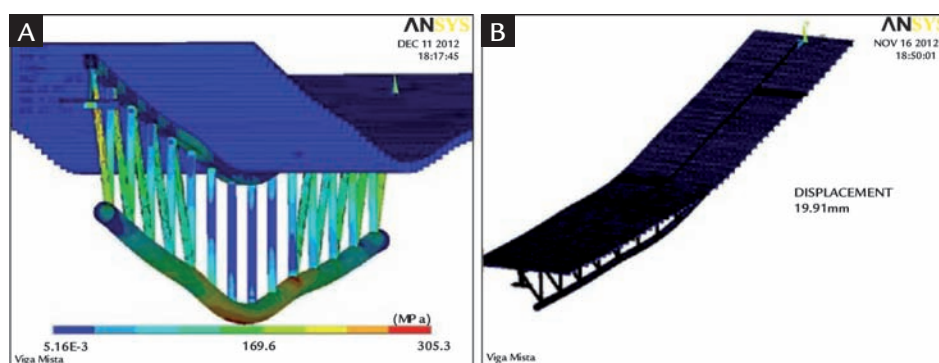 A
ANSYS
DEC 11 2012
18:17:45
(MPa)
5.16E-3 169.6 305.3
Viga Mista
B
ANSYS
NOV 16 2012
18:50:01
DISPLACEMENT
19.91mm
Viga Mista